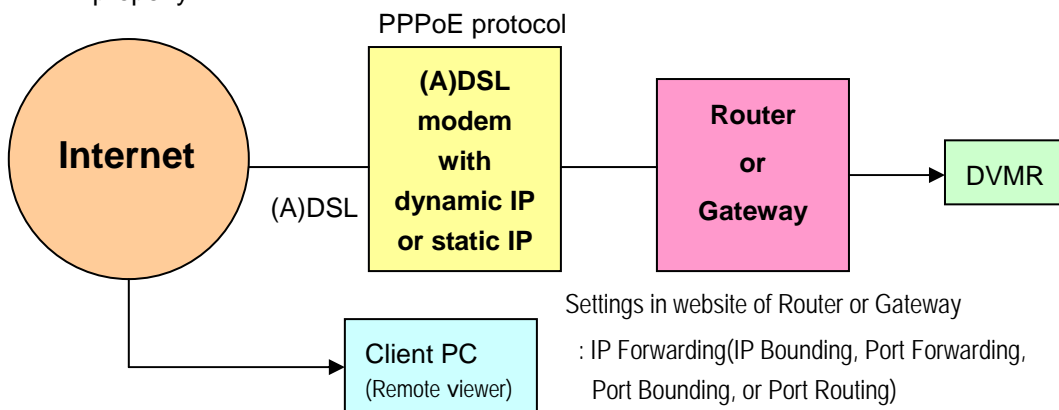 PPPoE protocol
Internet
(A)DSL
(A)DSL
modem
with
dynamic IP
or static IP
Router
or
Gateway
DVMR
Client PC
(Remote viewer)
Settings in website of Router or Gateway
: IP Forwarding(IP Bounding, Port Forwarding,
Port Bounding, or Port Routing)